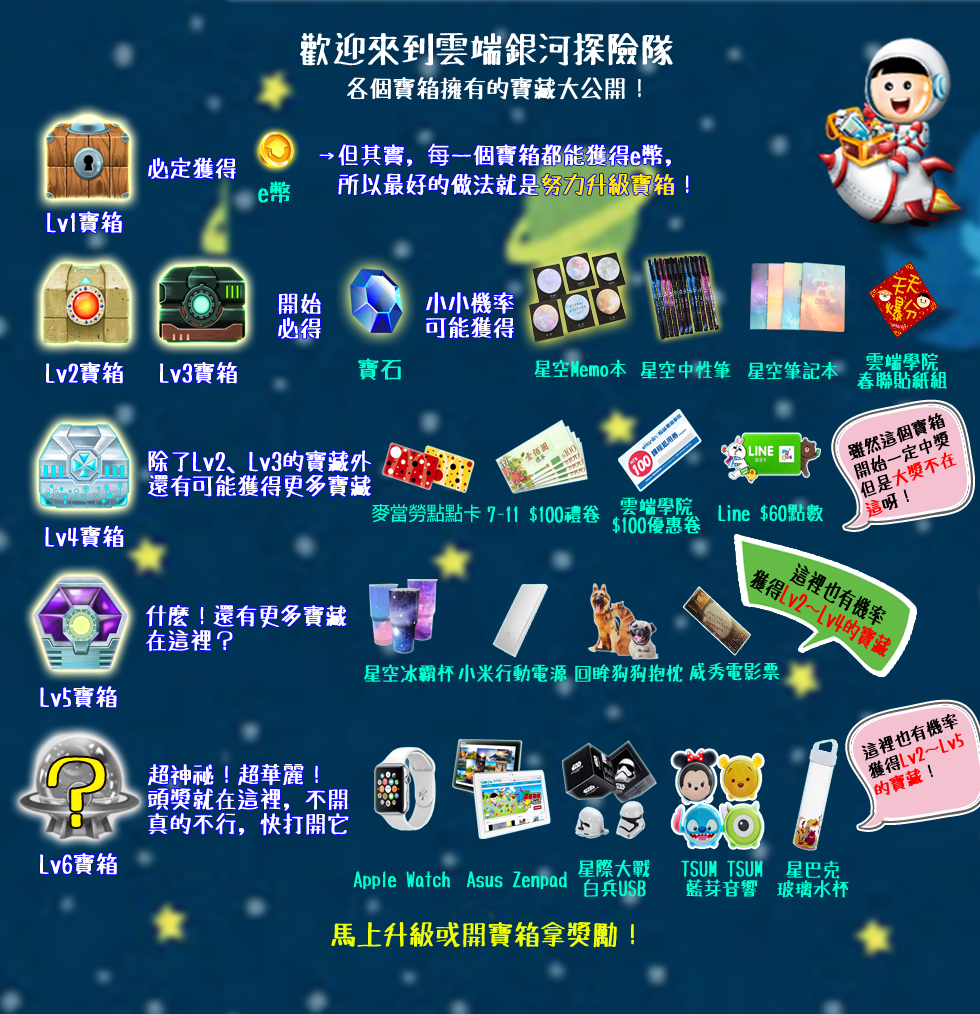 歡迎來到雲端銀河探險隊
各個寶箱擁有的寶藏大公開！
必定獲得
e幣
→但其實，每一個寶箱都能獲得e幣，
所以最好的做法就是努力升級寶箱！
Lv1寶箱
開始
必得
寶石
小小機率
可能獲得
星空Memo本
星空中性筆
星空筆記本
天天
爆分
雲端學院
春聯貼紙組
Lv2寶箱
Lv3寶箱
除了Lv2、Lv3的寶藏外
還有可能獲得更多寶藏
麥當勞點點卡
7-11 $100禮卷
100
雲端學院
$100優惠卷
LINE
Line $60點數
雖然這個寶箱
開始一定中獎
但是大獎不在
這呀！
Lv4寶箱
什麼！還有更多寶藏
在這裡？
星空冰霸杯
小米行動電源
回眸狗狗抱枕
威秀電影票
這裡也有機率
獲得Lv2~Lv4的寶藏
Lv5寶箱
?
超神祕！超華麗！
頭獎就在這裡，不開
真的不行，快打開它
Apple Watch
Asus Zenpad
星際大戰
白兵USB
TSUM TSUM
藍芽音響
星巴克
玻璃水杯
這裡也有機率
獲得Lv2~Lv5
的寶藏！
Lv6寶箱
馬上升級或開寶箱拿獎勵！